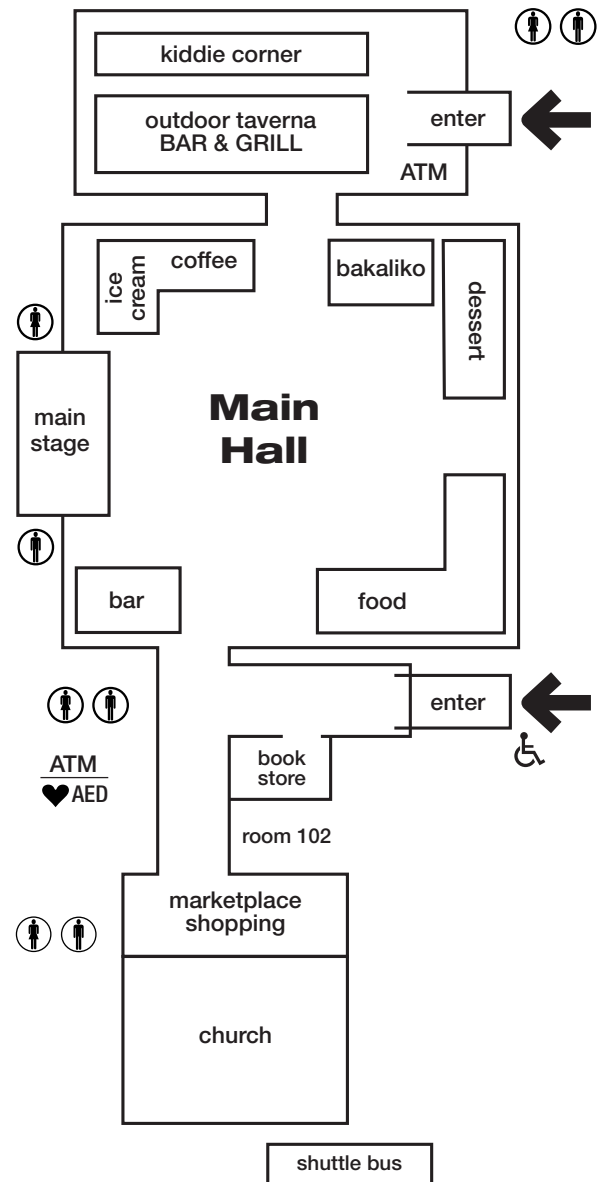 kiddie corner
outdoor taverna
BAR & GRILL
enter
ATM
ice
cream
coffee
bakaliko
dessert
main
stage
Main
Hall
bar
food
enter
ATM
AED
book
store
room 102
marketplace
shopping
church
shuttle bus